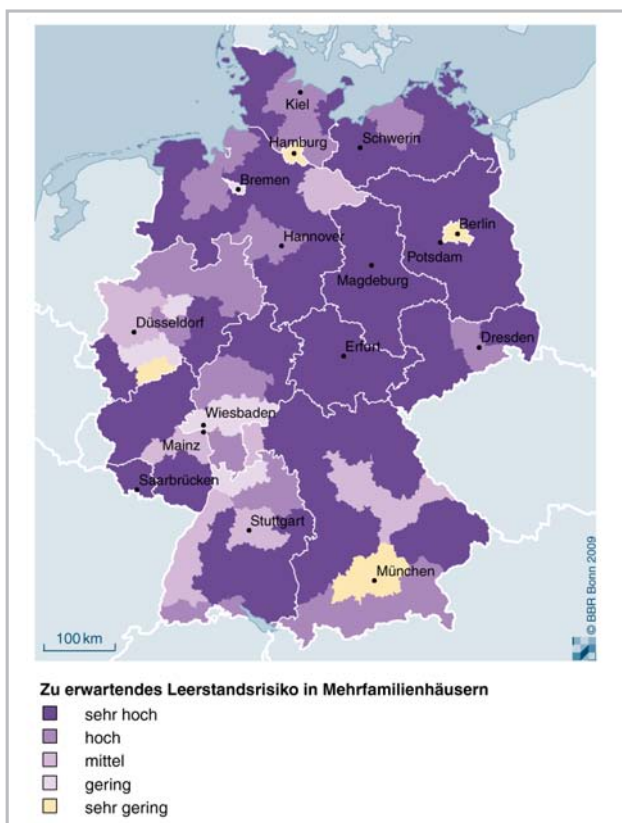 Kiel
Schwerin
Hamburg
Bremen
Berlin
Hannover
Potsdam
Magdeburg
Düsseldorf
Dresden
Erfurt
Wiesbaden
Mainz
Saarbrücken
Stuttgart
München
100 km
© BBR Bonn 2009
Zu erwartendes Leerstandsrisiko in Mehrfamilienhäusern
sehr hoch
hoch
mittel
gering
sehr gering